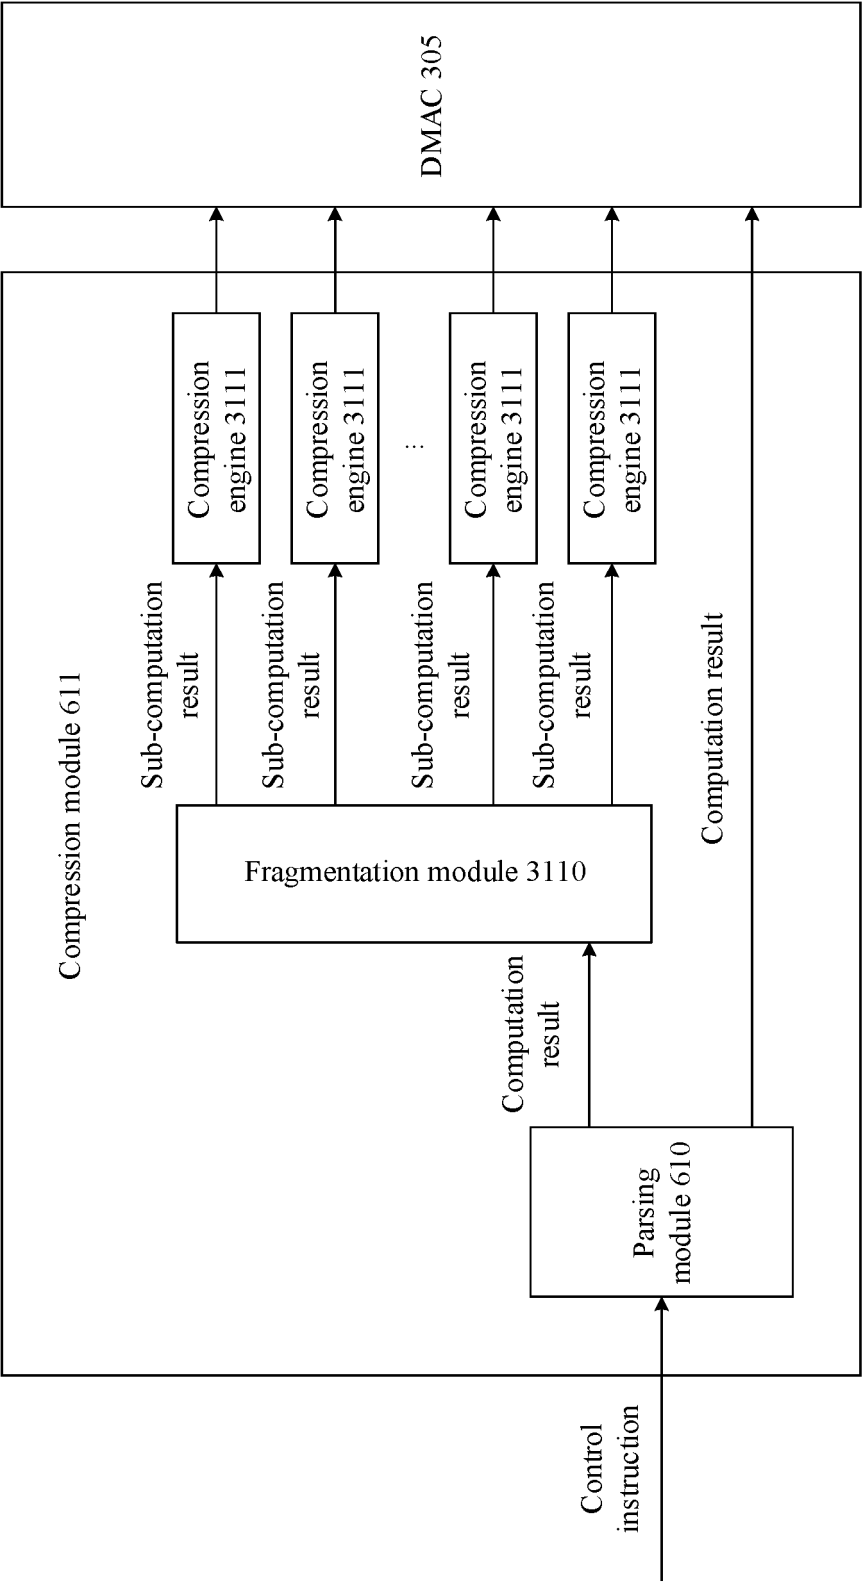 Compression module 611
Control
instruction
Parsing
module 610
Computation
result
Computation result
Fragmentation module 3110
Sub-computation
result
Sub-computation
result
Sub-computation
result
Sub-computation
result
Compression
engine 3111
Compression
engine 3111
...
Compression
engine 3111
Compression
engine 3111
DMAC 305